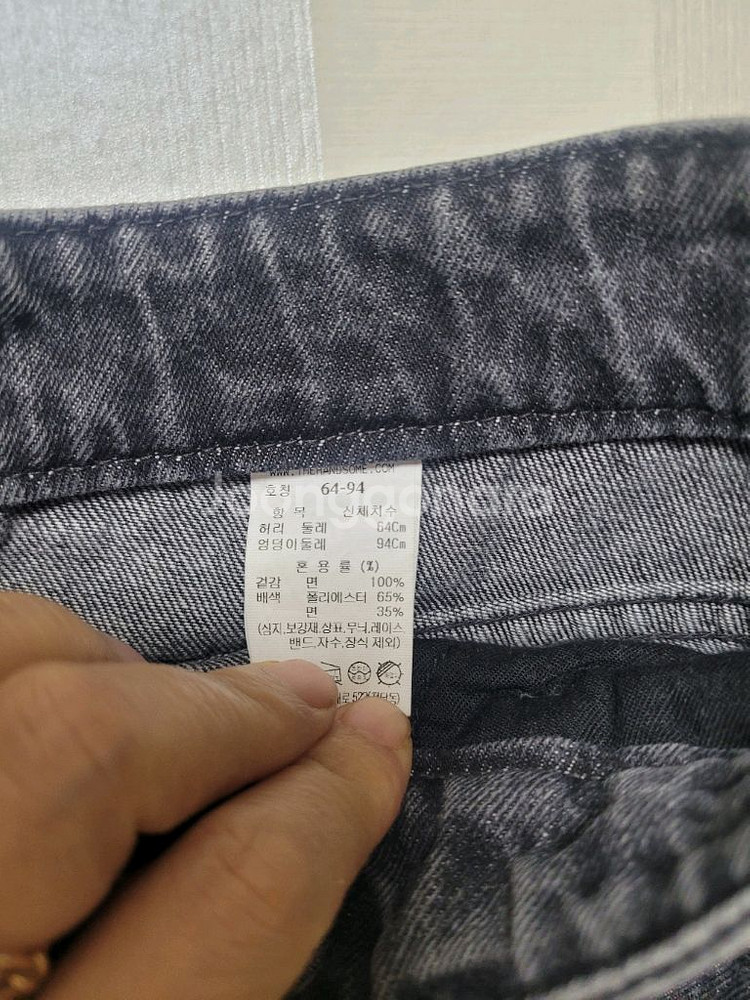 WWW.THEHANDSOME.COM
호칭 64-94
항 목 신체치수
허리 둘레 64Cm
엉덩이둘레 94Cm
혼 용 률 (%)
겉감 면 100%
배색 폴리에스터 65%
면 35%
(심지,보강재,상표,무늬,레이스
밴드,자수,장식 제외)
Joonggonara